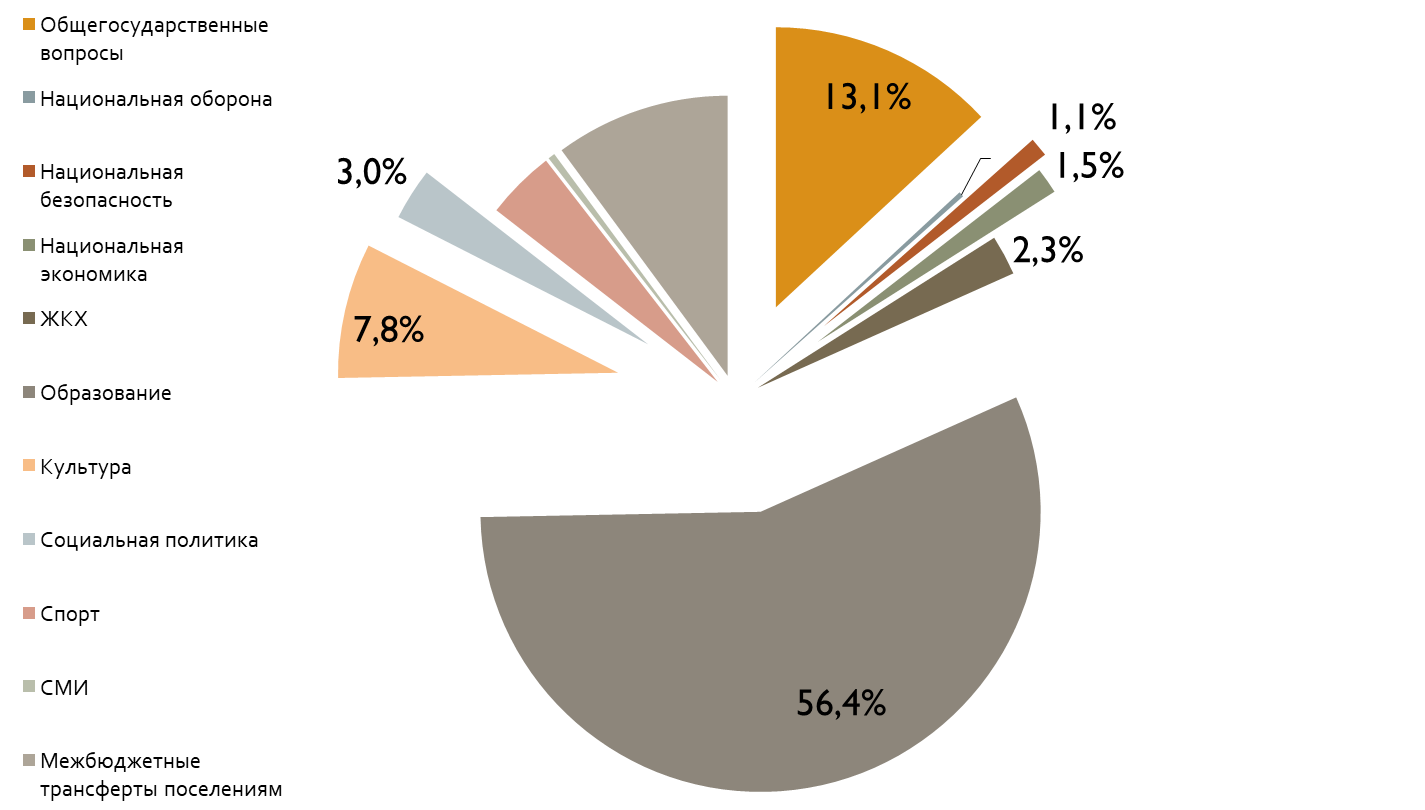 Общегосударственные
вопросы
Национальная оборона
Национальная
безопасность
Национальная
экономика
ЖКХ
Образование
Культура
Социальная политика
Спорт
СМИ
Межбюджетные
трансферты поселениям
13,1%
1,1%
1,5%
2,3%
56,4%
7,8%
3,0%